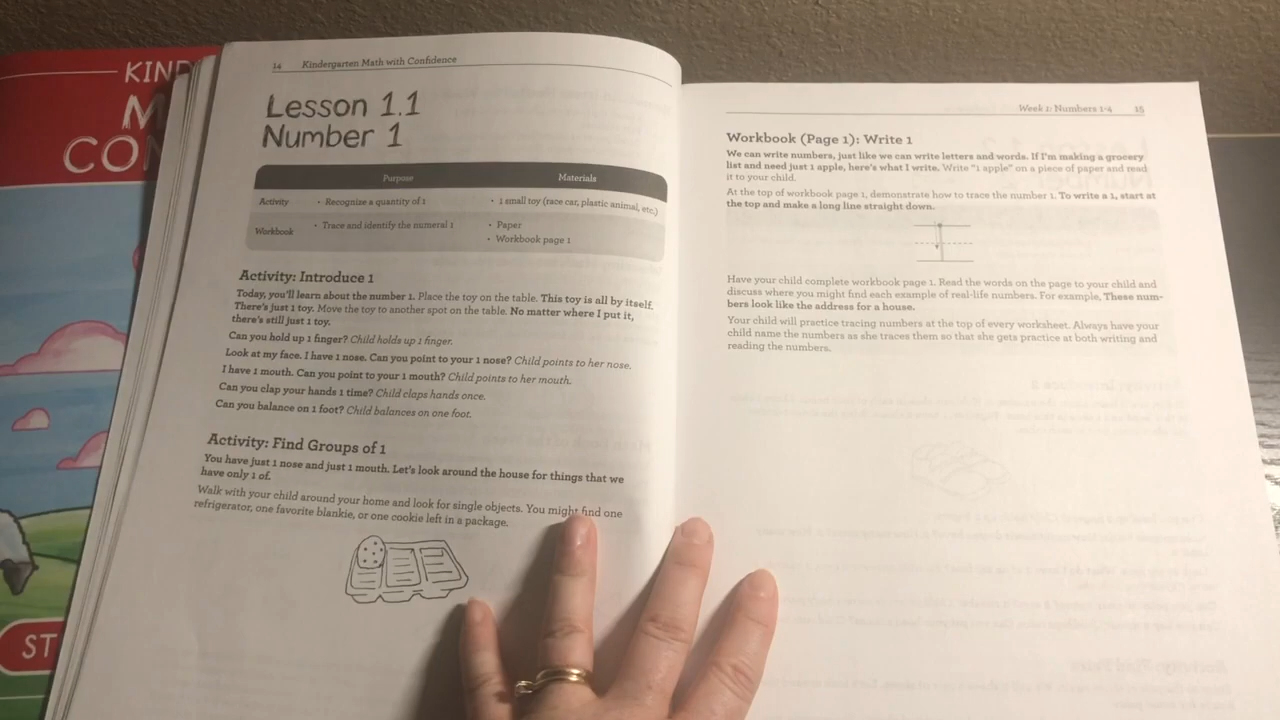 KIND
M
CON
ST
14 Kindergarten Math with Confidence
Lesson 1.1
Number 1
Purpose Materials
Activity • Recognize a quantity of 1 • 1 small toy (race car, plastic animal, etc.)
Workbook • Trace and identify the numeral 1 • Paper
• Workbook page 1
Activity: Introduce 1
Today, you'll learn about the number 1. Place the toy on the table. This toy is all by itself.
There's just 1 toy. Move the toy to another spot on the table. No matter where I put it,
there's still just 1 toy.
Can you hold up 1 finger? Child holds up 1 finger.
Look at my face. I have 1 nose. Can you point to your 1 nose? Child points to her nose.
I have 1 mouth. Can you point to your 1 mouth? Child points to her mouth.
Can you clap your hands 1 time? Child claps hands once.
Can you balance on 1 foot? Child balances on one foot.
Activity: Find Groups of 1
You have just 1 nose and just 1 mouth. Let's look around the house for things that we
have only 1 of.
Walk with your child around your home and look for single objects. You might find one
refrigerator, one favorite blankie, or one cookie left in a package.
Week 1: Numbers 1-4 15
Workbook (Page 1): Write 1
We can write numbers, just like we can write letters and words. If I'm making a grocery
list and need just 1 apple, here's what I write. Write "1 apple" on a piece of paper and read
it to your child.
At the top of workbook page 1, demonstrate how to trace the number 1. To write a 1, start at
the top and make a long line straight down.
Have your child complete workbook page 1. Read the words on the page to your child and
discuss where you might find each example of real-life numbers. For example, These num-
bers look like the address for a house.
Your child will practice tracing numbers at the top of every worksheet. Always have your
child name the numbers as she traces them so that she gets practice at both writing and
reading the numbers.